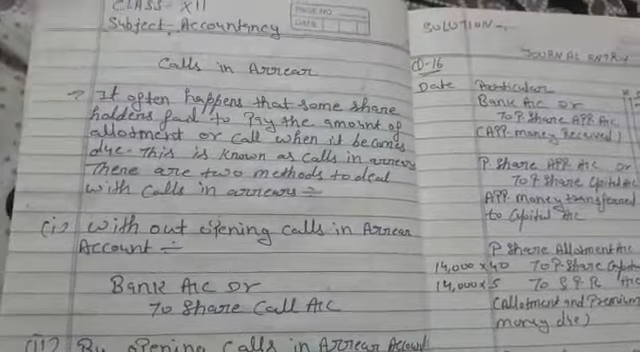 CLASS- XII
Subject- Accountancy
PAGE NO
DATE
Calls in Arrear
→ It often happens that some share
holders fail to Pay the amount of
allotment or call when it becomes
due. This is known as calls in arrears
There are two methods to deal
with calls in arrears :-
(i) With out opening calls in Arrear
Account :-
Bank A/c Dr
To Share Call A/c
(ii) By opening Calls in Arrear Account
SOLUTION -
JOURNAL ENTRY
Q-16
Date Particular
Bank A/c Dr
To P. Share APP A/c
(APP money Received)
P. Share APP A/c Dr
To P. Share Capital A/c
APP money transferred
to Capital A/c
P Share Allotment A/c
14,000 x 40 To P. Share Capital
14,000 x 5 To S P R A/c
(Allotment and Premium
money due)